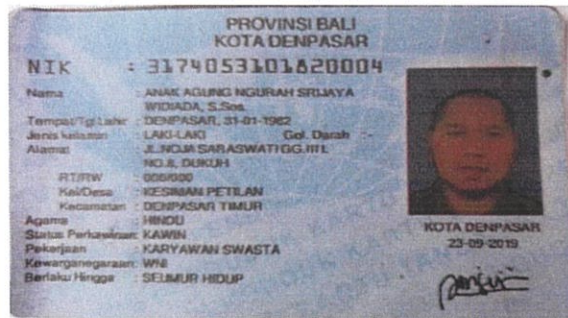 PROVINSI BALI
KOTA DENPASAR
NIK : 3174053101820004
Nama : ANAK AGUNG NGURAH SRIJAYA
WIDIADA, S.Sos
Tempat/Tgl Lahir : DENPASAR, 31-01-1982
Jenis kelamin : LAKI-LAKI Gol. Darah : -
Alamat : JL.NOJA SARASWATI GG.III L
NO.8, DUKUH
RT/RW : 000/000
Kel/Desa : KESIMAN PETILAN
Kecamatan : DENPASAR TIMUR
Agama : HINDU
Status Perkawinan: KAWIN
Pekerjaan : KARYAWAN SWASTA
Kewarganegaraan: WNI
Berlaku Hingga : SEUMUR HIDUP
KOTA DENPASAR
23-09-2019